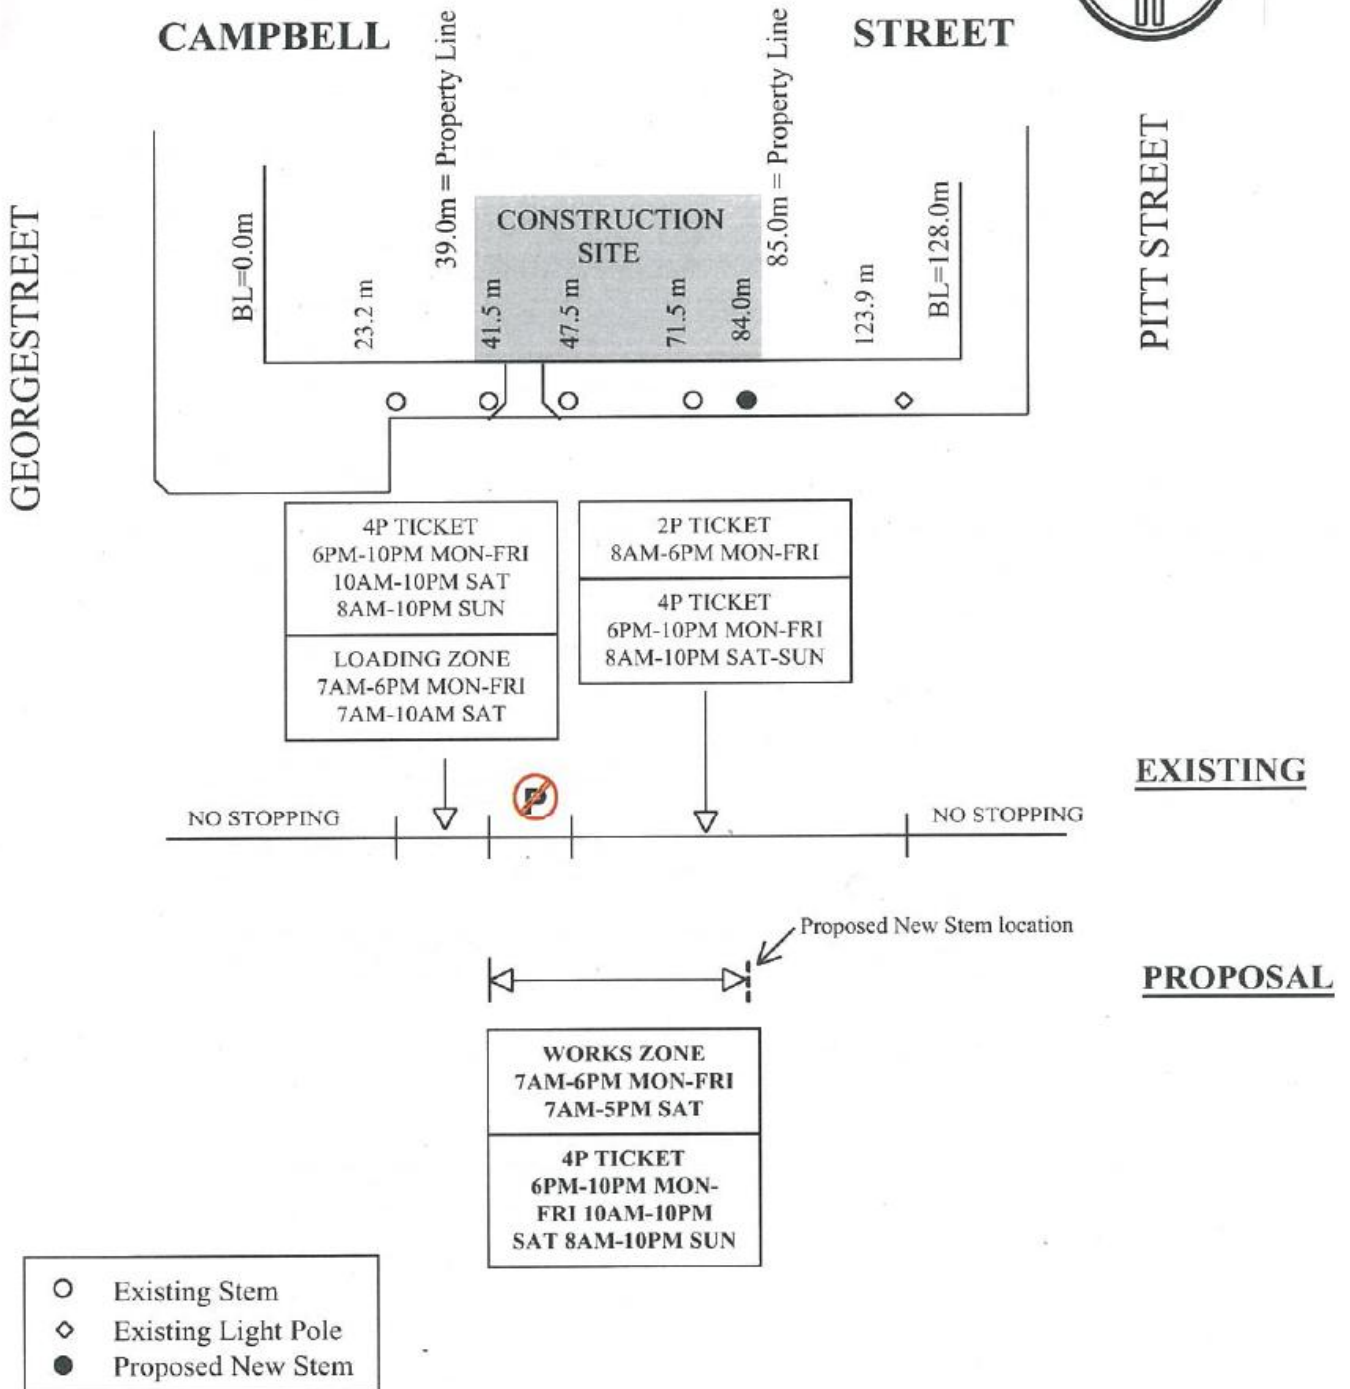 CAMPBELL STREET
GEORGESTREET
PITT STREET
BL=0.0m
23.2 m
39.0m = Property Line
CONSTRUCTION
SITE
41.5 m
47.5 m
71.5 m
84.0m
85.0m = Property Line
123.9 m
BL=128.0m
4P TICKET
6PM-10PM MON-FRI
10AM-10PM SAT
8AM-10PM SUN
LOADING ZONE
7AM-6PM MON-FRI
7AM-10AM SAT
2P TICKET
8AM-6PM MON-FRI
4P TICKET
6PM-10PM MON-FRI
8AM-10PM SAT-SUN
EXISTING
NO STOPPING
P
NO STOPPING
Proposed New Stem location
PROPOSAL
WORKS ZONE
7AM-6PM MON-FRI
7AM-5PM SAT
4P TICKET
6PM-10PM MON-
FRI 10AM-10PM
SAT 8AM-10PM SUN
Existing Stem
Existing Light Pole
Proposed New Stem